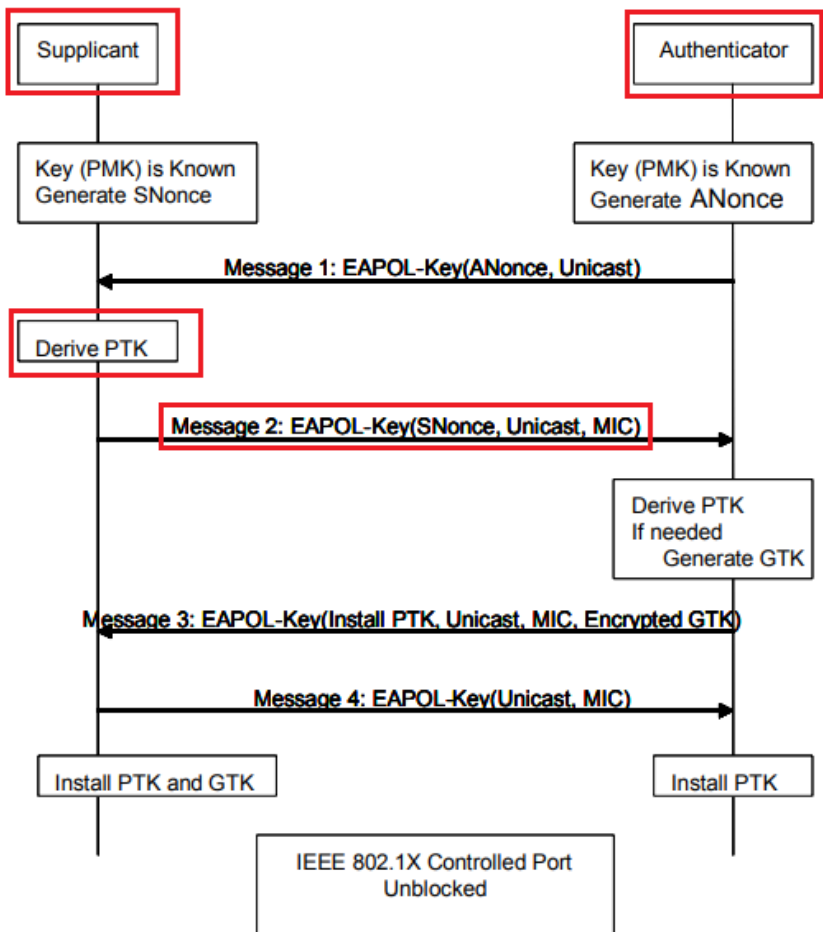 Supplicant
Authenticator
Key (PMK) is Known
Generate SNonce
Key (PMK) is Known
Generate ANonce
Message 1: EAPOL-Key(ANonce, Unicast)
Derive PTK
Message 2: EAPOL-Key(SNonce, Unicast, MIC)
Derive PTK
If needed
Generate GTK
Message 3: EAPOL-Key(Install PTK, Unicast, MIC, Encrypted GTK)
Message 4: EAPOL-Key(Unicast, MIC)
Install PTK and GTK
Install PTK
IEEE 802.1X Controlled Port
Unblocked